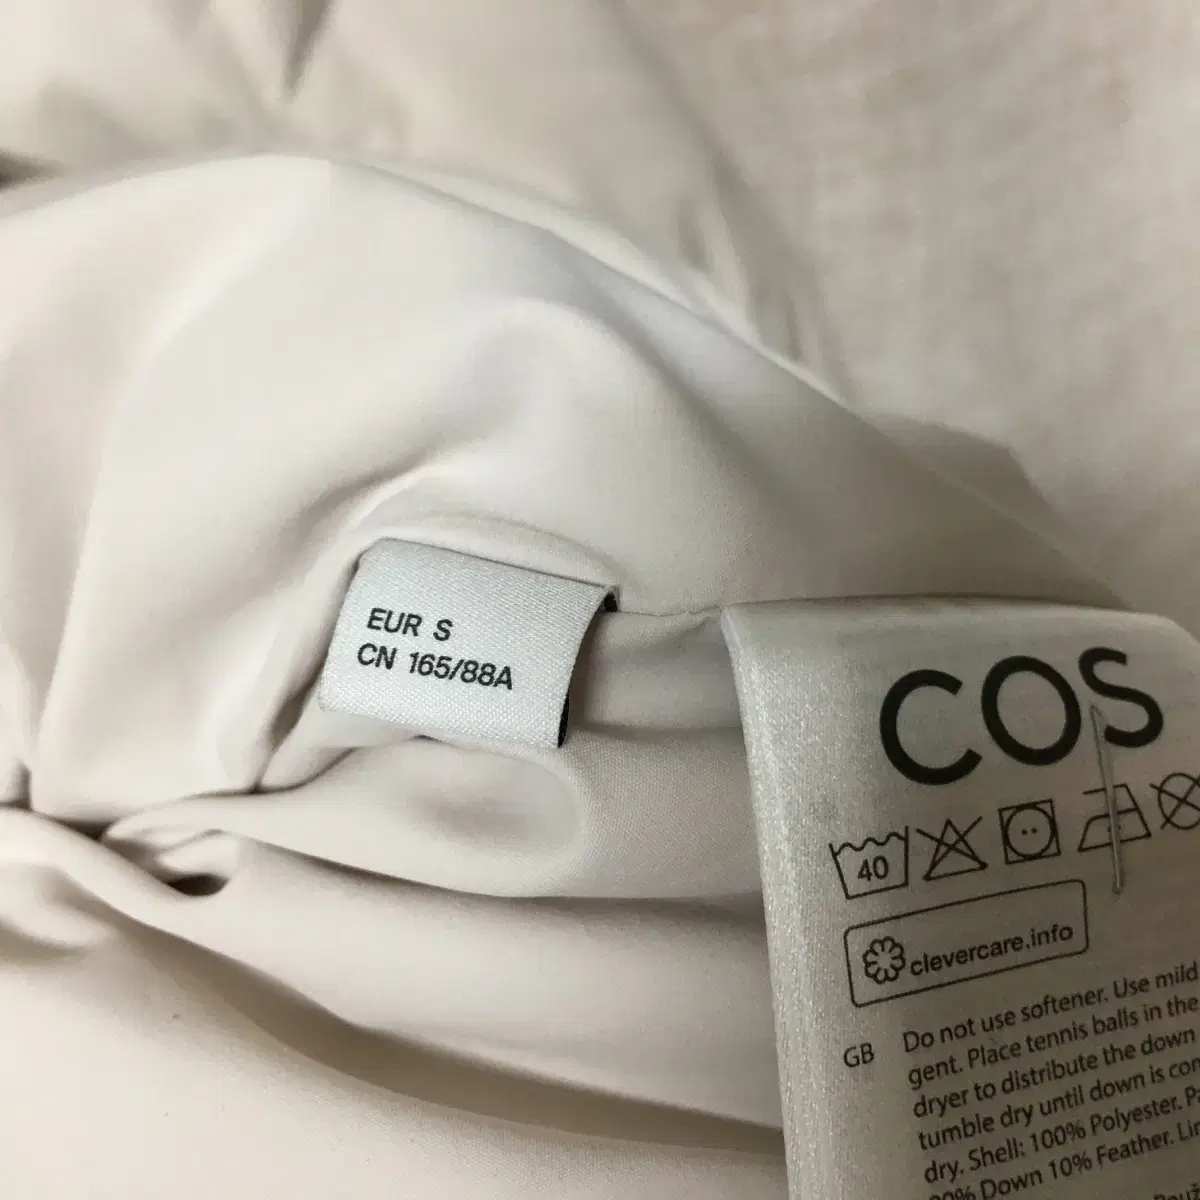 EUR S
CN 165/88A
COS
40
clevercare.info
GB Do not use softener. Use mild
gent. Place tennis balls in the
dryer to distribute the down
tumble dry until down is
dry. Shell: 100% Polyester.
Down 10% Feather.